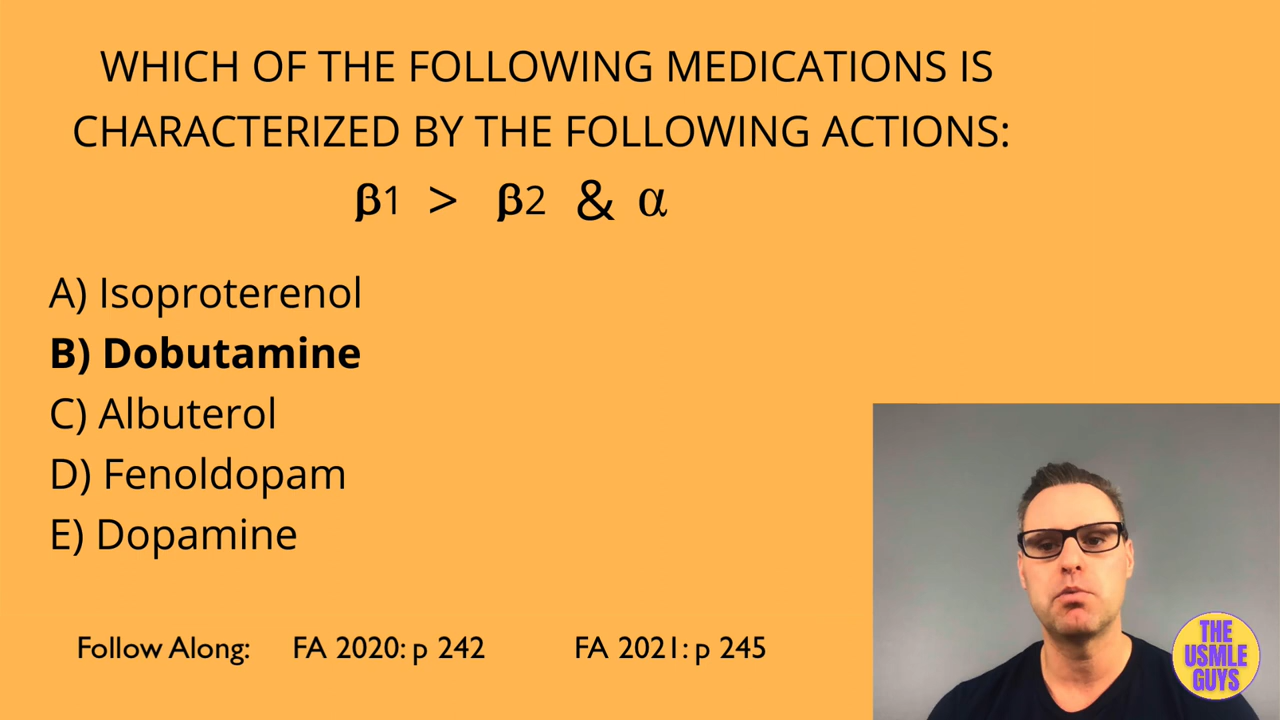 WHICH OF THE FOLLOWING MEDICATIONS IS
CHARACTERIZED BY THE FOLLOWING ACTIONS:
β1 > β2 & α
A) Isoproterenol
B) Dobutamine
C) Albuterol
D) Fenoldopam
E) Dopamine
Follow Along: FA 2020: p 242 FA 2021: p 245
THE
USMLE
GUYS